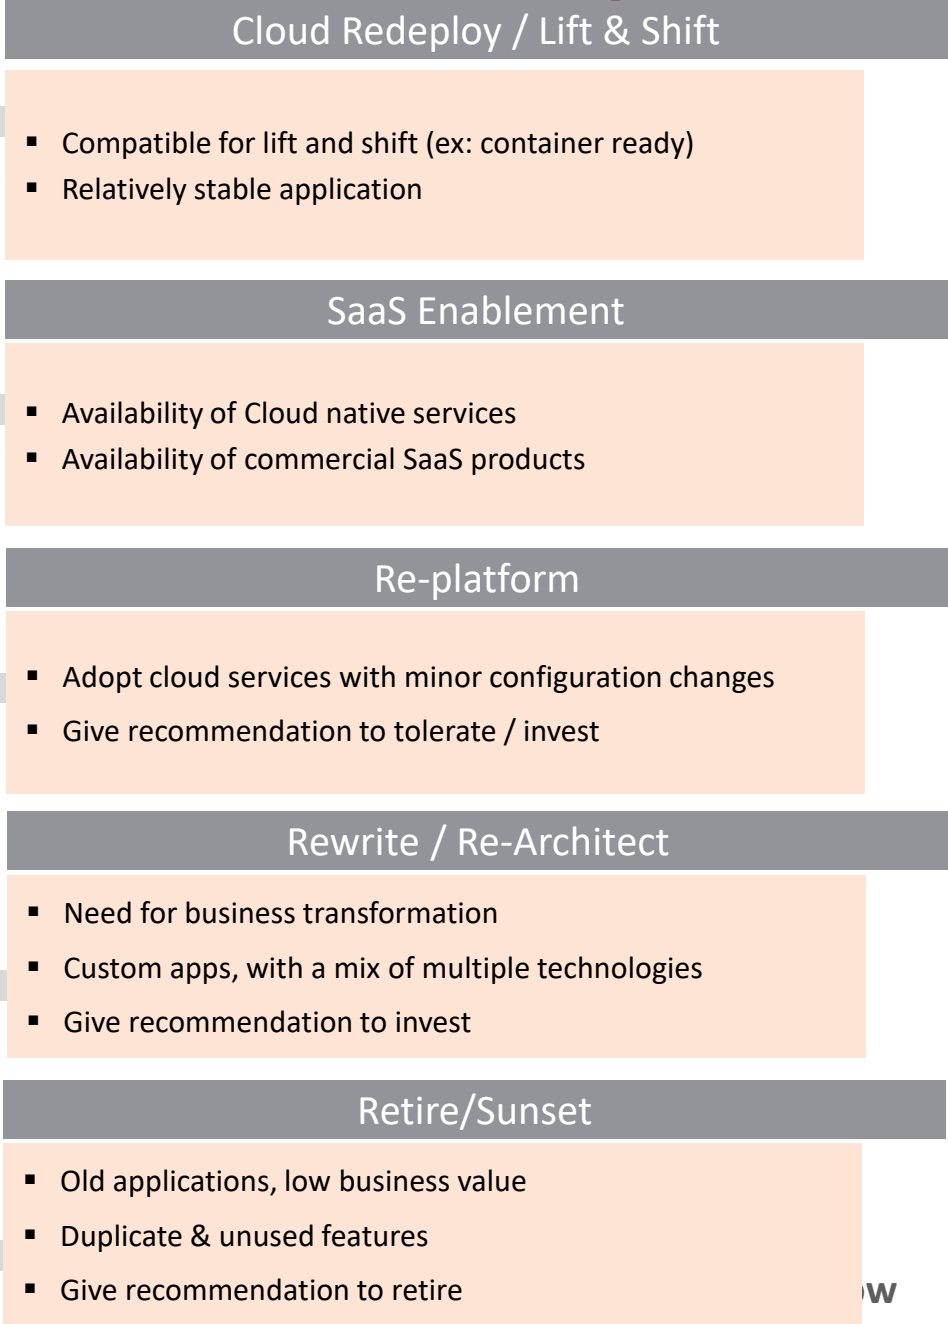 Cloud Redeploy / Lift & Shift
▪ Compatible for lift and shift (ex: container ready)
▪ Relatively stable application
SaaS Enablement
▪ Availability of Cloud native services
▪ Availability of commercial SaaS products
Re-platform
▪ Adopt cloud services with minor configuration changes
▪ Give recommendation to tolerate / invest
Rewrite / Re-Architect
▪ Need for business transformation
▪ Custom apps, with a mix of multiple technologies
▪ Give recommendation to invest
Retire/Sunset
▪ Old applications, low business value
▪ Duplicate & unused features
▪ Give recommendation to retire